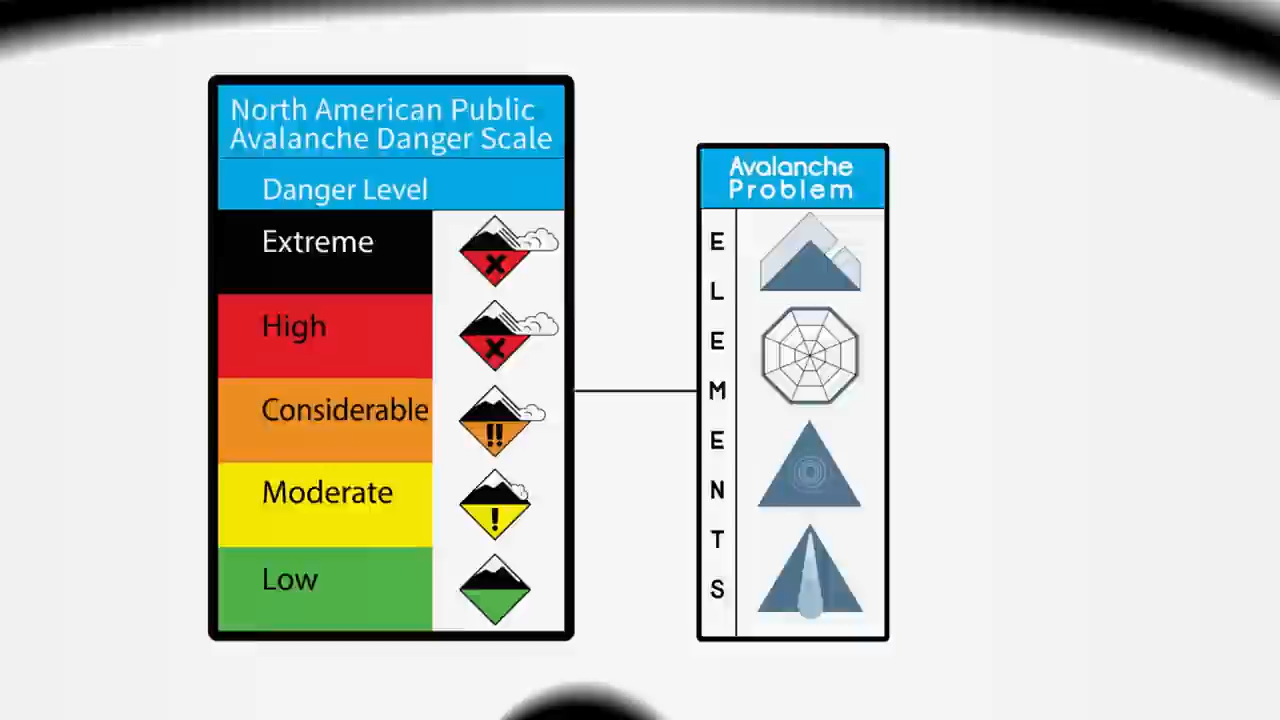 North American Public
Avalanche Danger Scale
Danger Level
Extreme
High
Considerable
!!
Moderate
!
Low
Avalanche
Problem
E
L
E
M
E
N
T
S